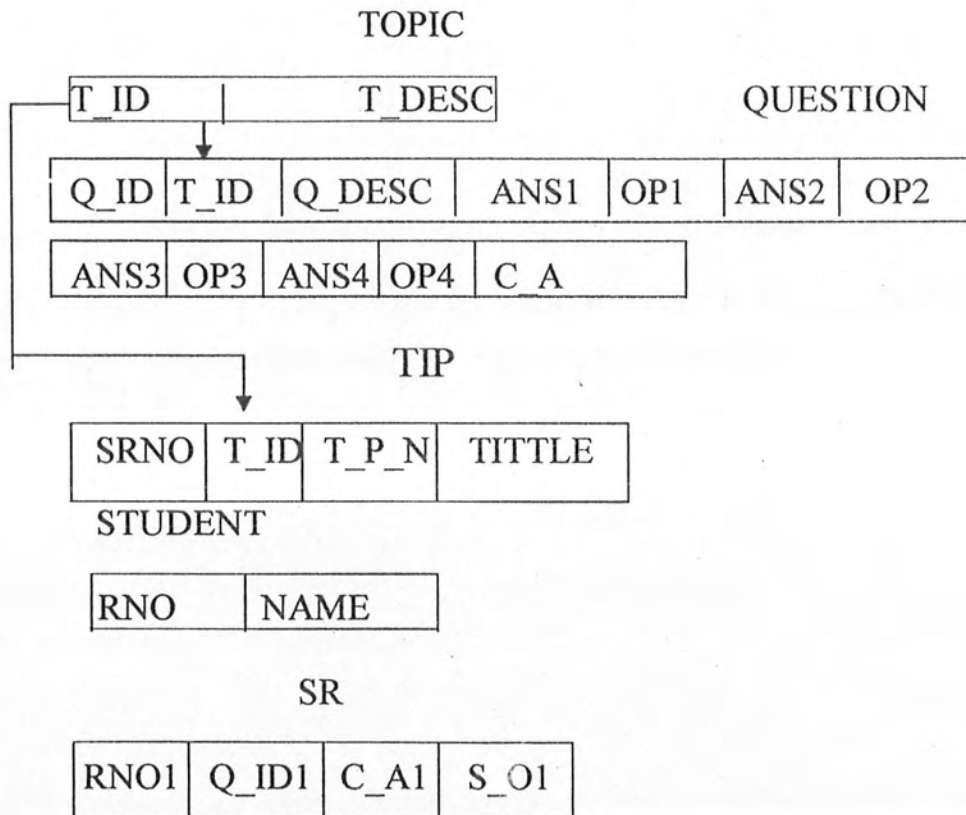 TOPIC
T_ID | T_DESC
QUESTION
Q_ID T_ID Q_DESC ANS1 OP1 ANS2 OP2
ANS3 OP3 ANS4 OP4 C_A
TIP
SRNO T_ID T_P_N TITTLE
STUDENT
RNO NAME
SR
RNO1 Q_ID1 C_A1 S_O1